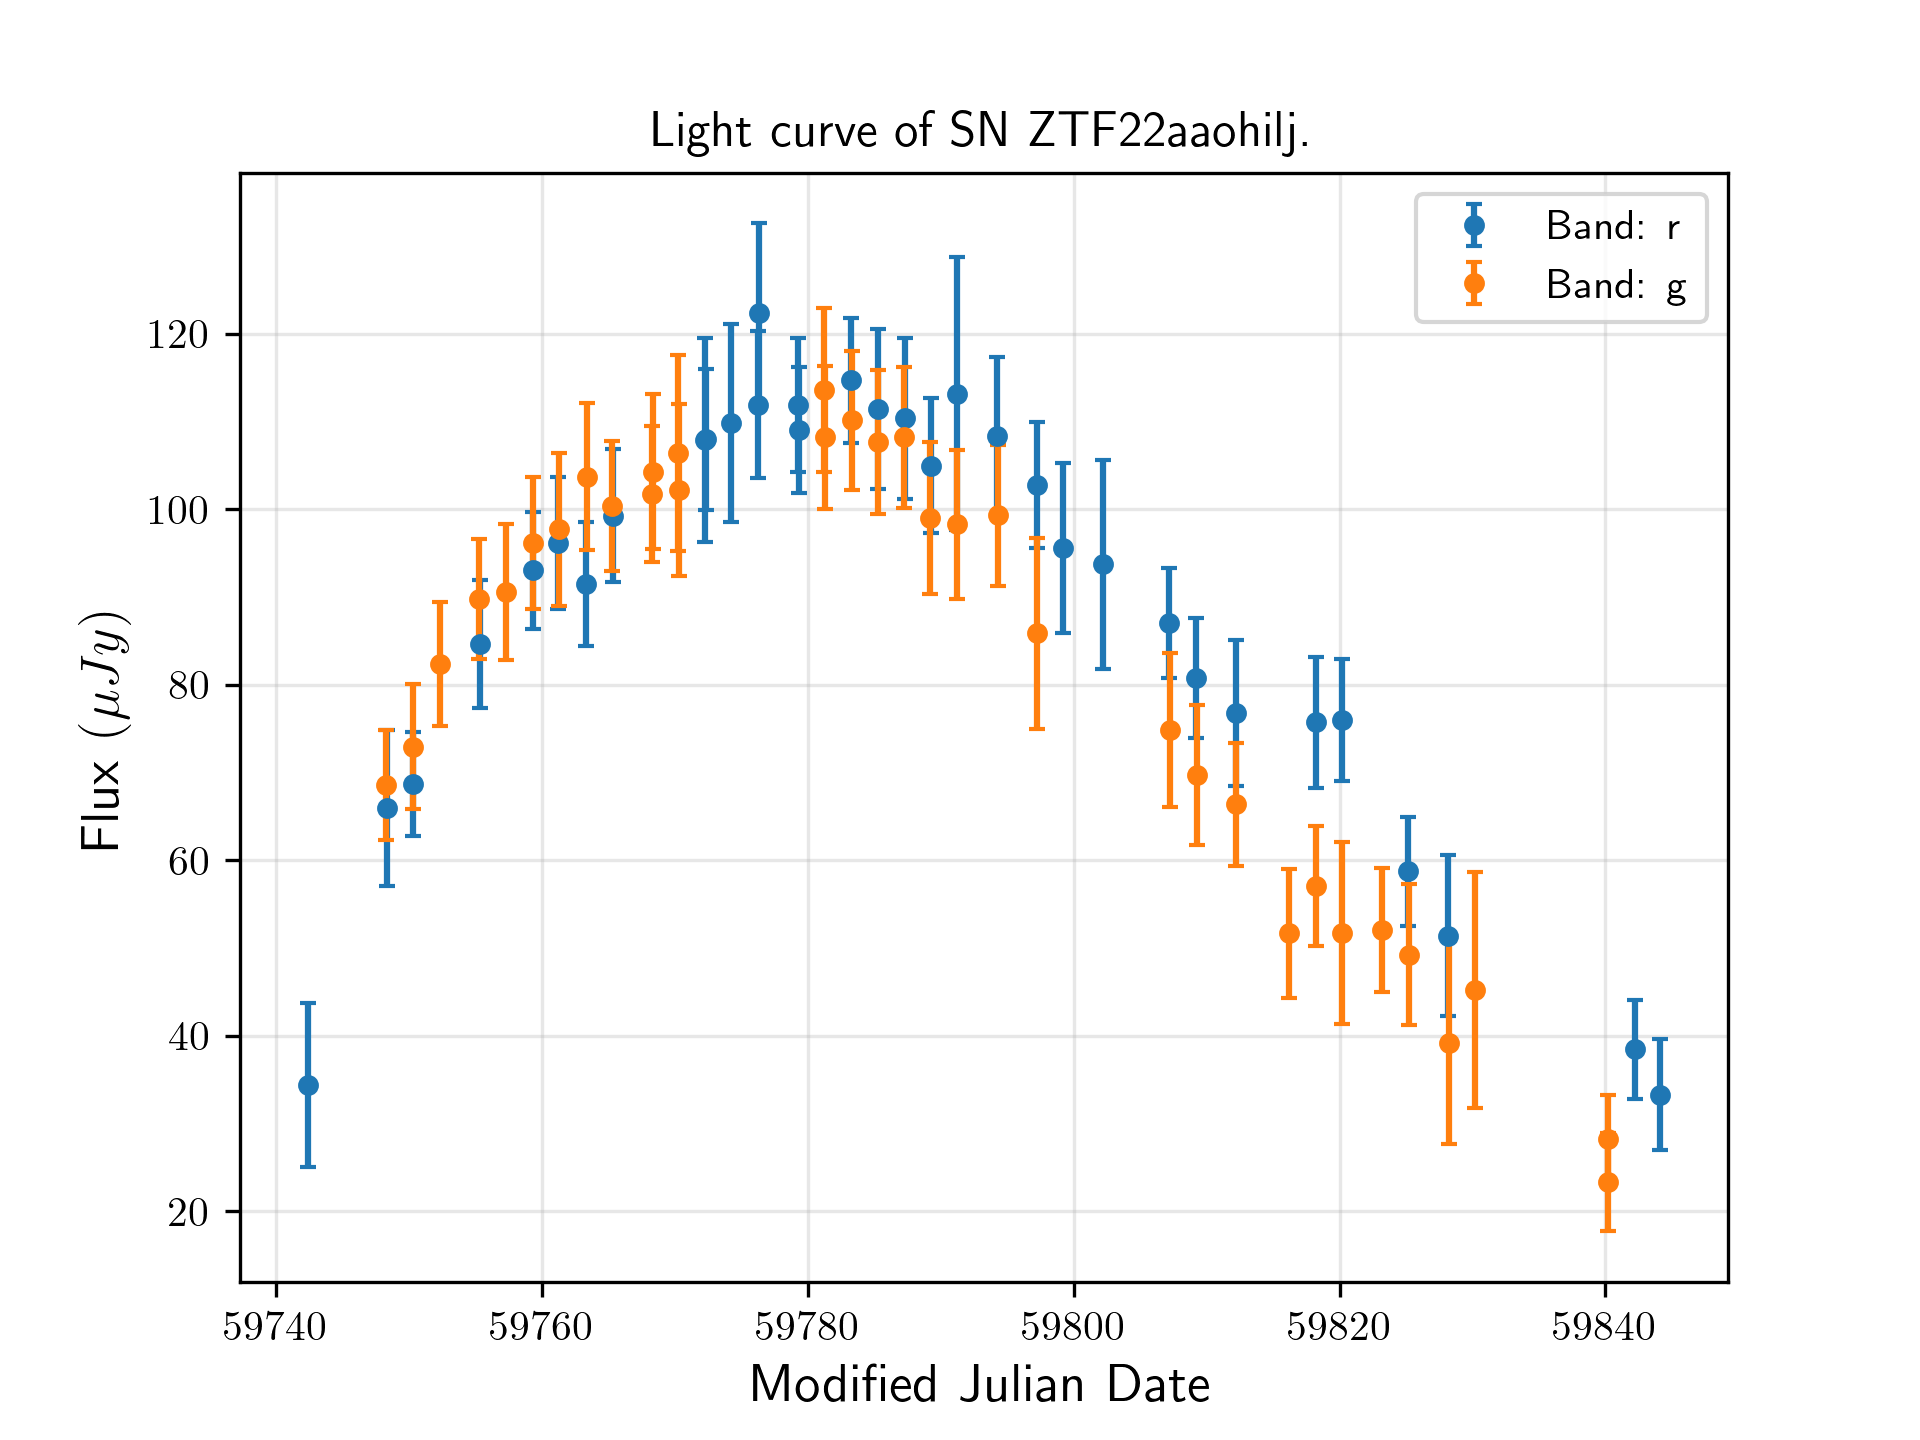 Light curve of SN ZTF22aaohilj.
Band: r
Band: g
120
100
80
60
40
20
Flux (μJy)
59740 59760 59780 59800 59820 59840
Modified Julian Date